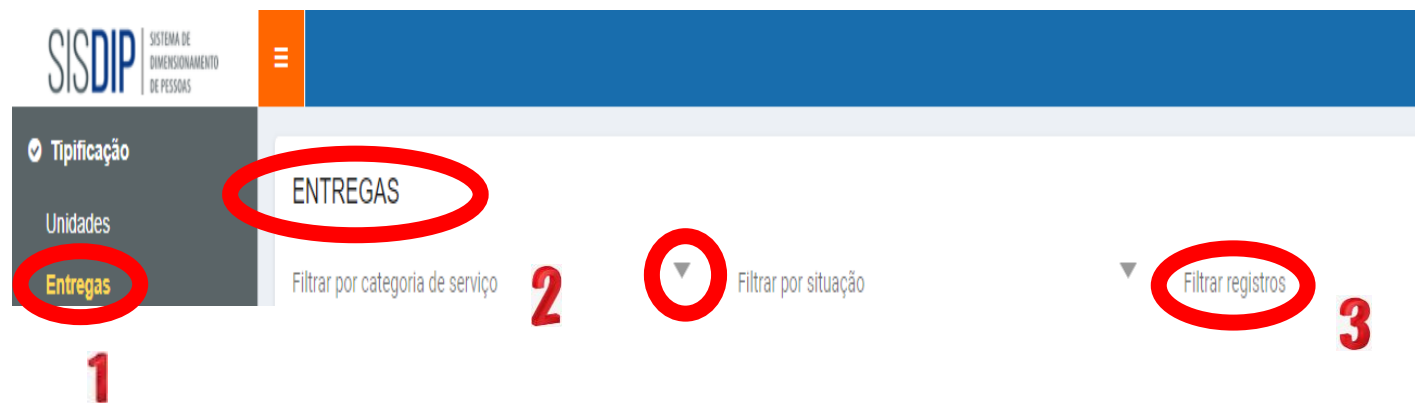 SISDIP
SISTEMA DE
DIMENSIONAMENTO
DE PESSOAS
Tipificação
Unidades
Entregas
1
ENTREGAS
Filtrar por categoria de serviço
2
Filtrar por situação
Filtrar registros
3